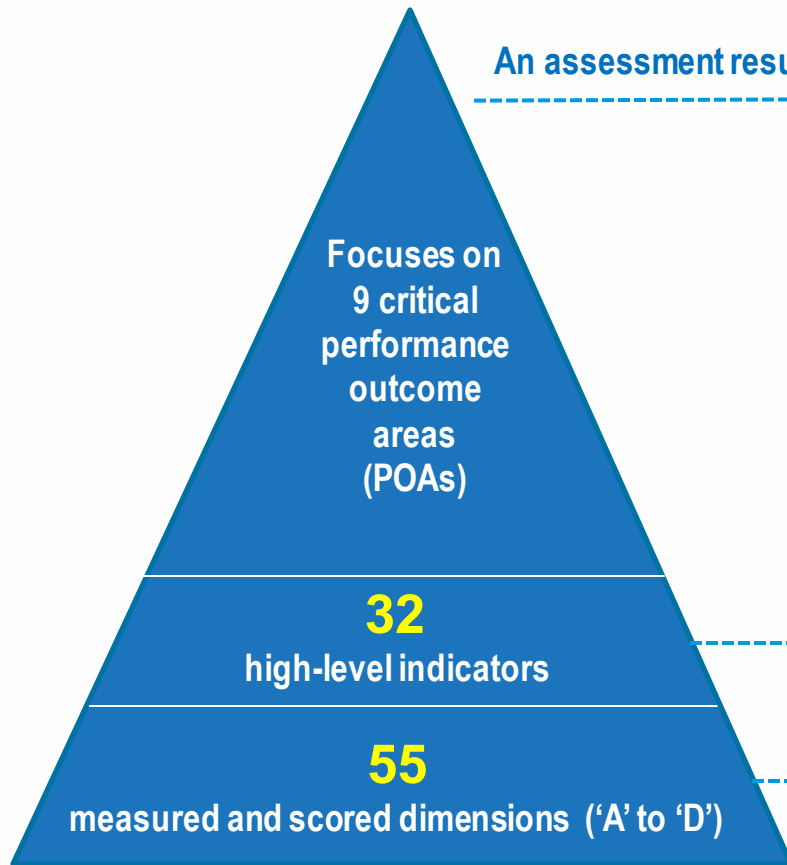 An assessment resu
Focuses on
9 critical
performance
outcome
areas
(POAs)
32
high-level indicators
55
measured and scored dimensions (‘A’ to ‘D’)